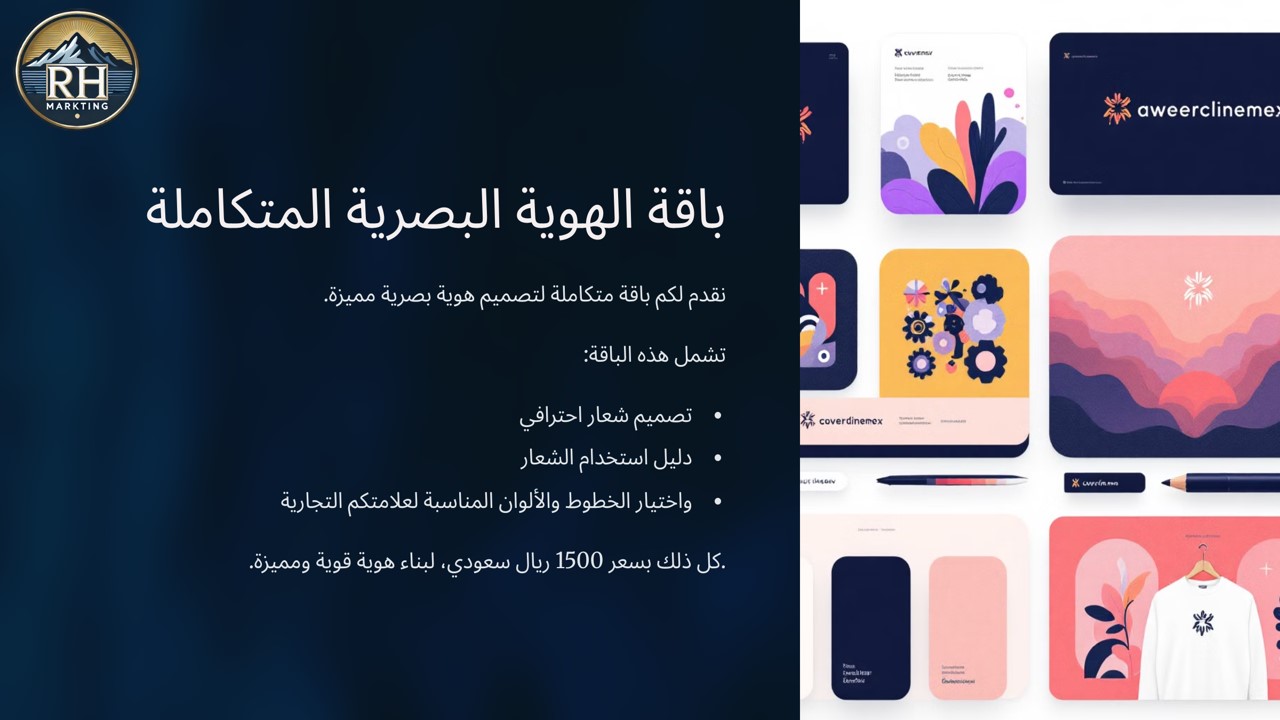 RH
MARKTING
باقة الهوية البصرية المتكاملة
نقدم لكم باقة متكاملة لتصميم هوية بصرية مميزة.
تشمل هذه الباقة:
• تصميم شعار احترافي
• دليل استخدام الشعار
• واختيار الخطوط والألوان المناسبة لعلامتكم التجارية
.كل ذلك بسعر 1500 ريال سعودي، لبناء هوية قوية ومميزة.
aweerclinemex
coverdinemex